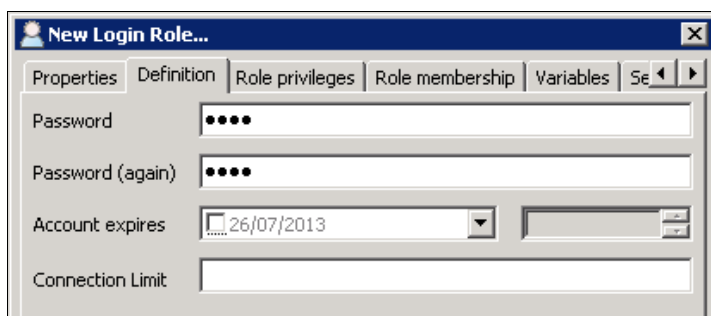 New Login Role...
Properties Definition Role privileges Role membership Variables Se
Password ●●●●
Password (again) ●●●●
Account expires 26/07/2013
Connection Limit